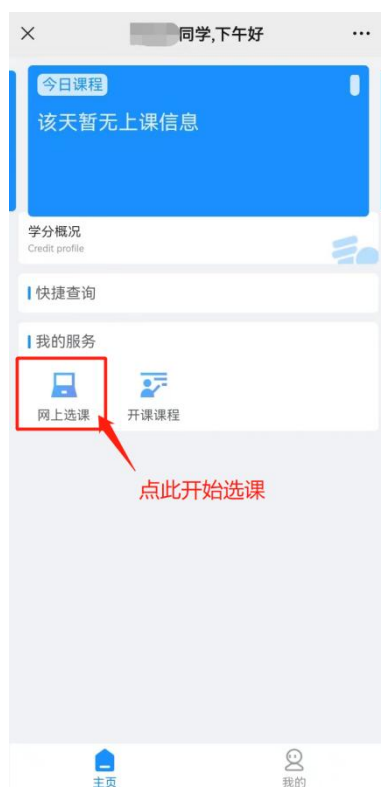 同学,下午好
今日课程
该天暂无上课信息
学分概况
Credit profile
快捷查询
我的服务
网上选课
开课课程
点此开始选课
主页
我的